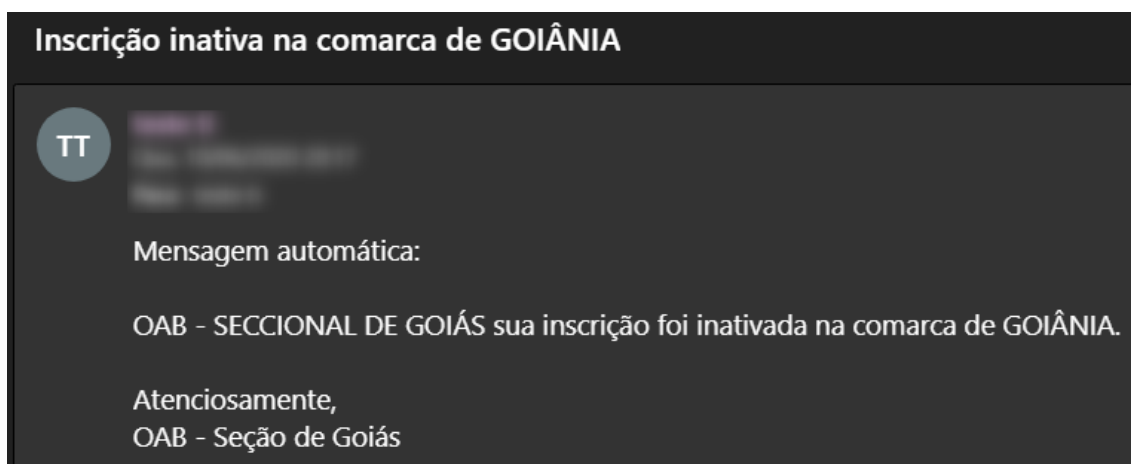 Inscrição inativa na comarca de GOIÂNIA
TT
Mensagem automática:
OAB - SECCIONAL DE GOIÁS sua inscrição foi inativada na comarca de GOIÂNIA.
Atenciosamente,
OAB - Seção de Goiás